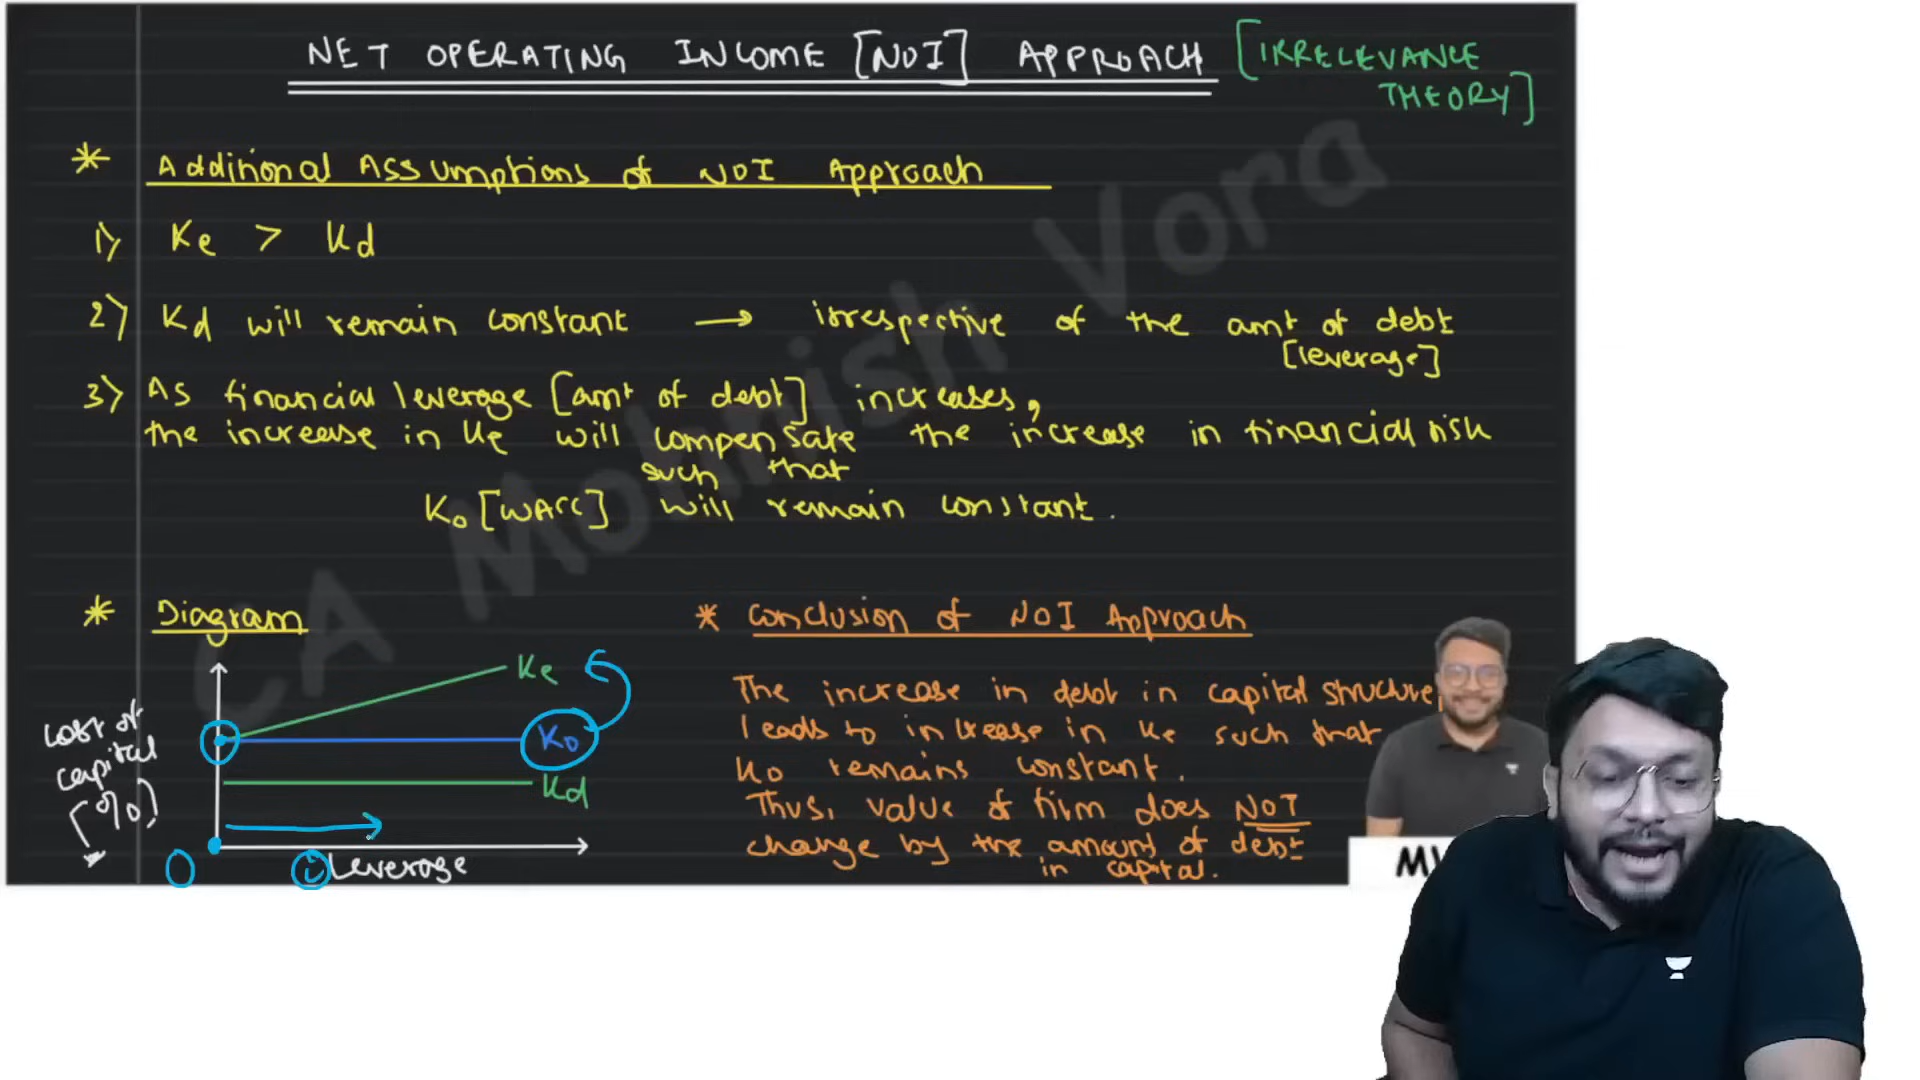 NET OPERATING INCOME [NOI] APPROACH [IRRELEVANCE
THEORY]
* Additional Assumptions of NOI Approach
1) Ke > Kd
2) Kd will remain constant → irrespective of the amt of debt
[leverage]
3) As financial leverage [amt of debt] increases,
the increase in Ke will compensate the increase in financial risk
such that
Ko [WACC] will remain constant.
* Diagram
Ke
Ko
Kd
Cost of
capital
[%]
0
Leverage
* Conclusion of NOI Approach
The increase in debt in capital structure,
leads to increase in Ke such that
Ko remains constant.
Thus, value of firm does NOT
change by the amount of debt
in capital.
CA Mohnish Vora